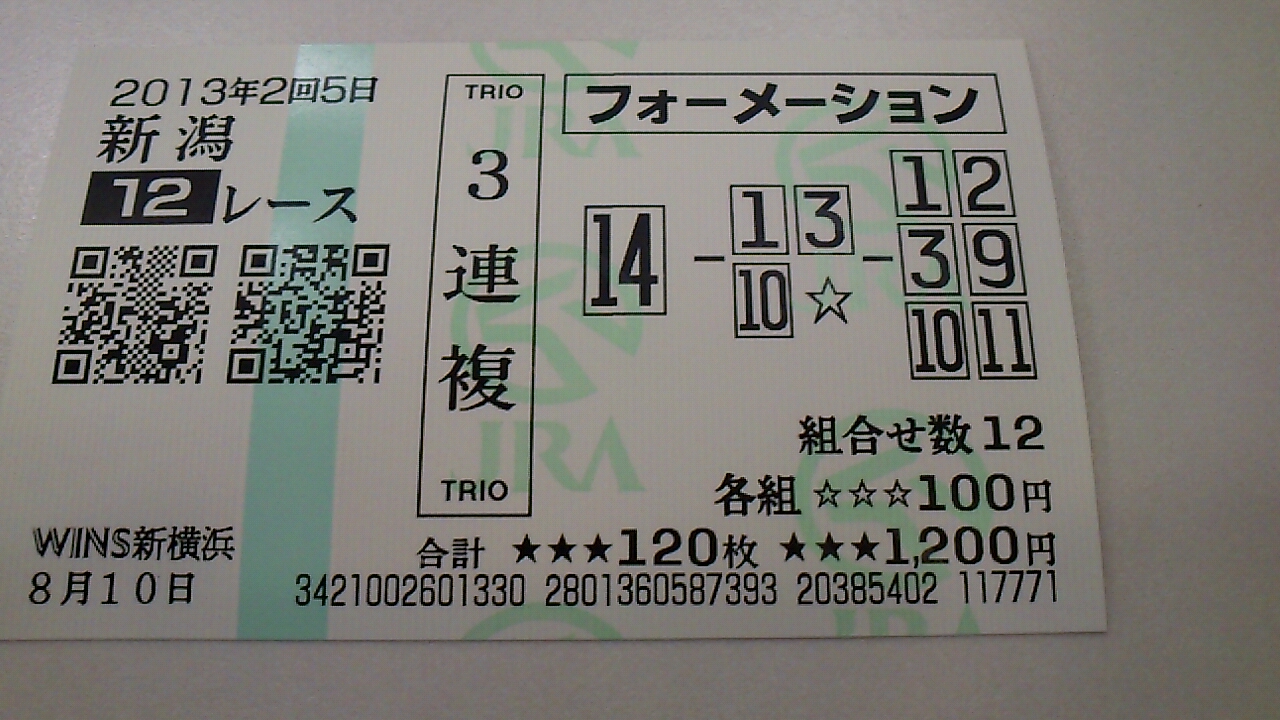 2013年2回5日
新潟
12レース
TRIO
3連複
TRIO
フォーメーション
14 － 1 3 10 ☆ － 1 2 3 9 10 11
組合せ数12
各組 ☆☆☆100円
合計 ★★★120枚 ★★★1,200円
WINS新横浜
8月10日
3421002601330 2801360587393 20385402 117771
JRA
JRA
JRA
JRA